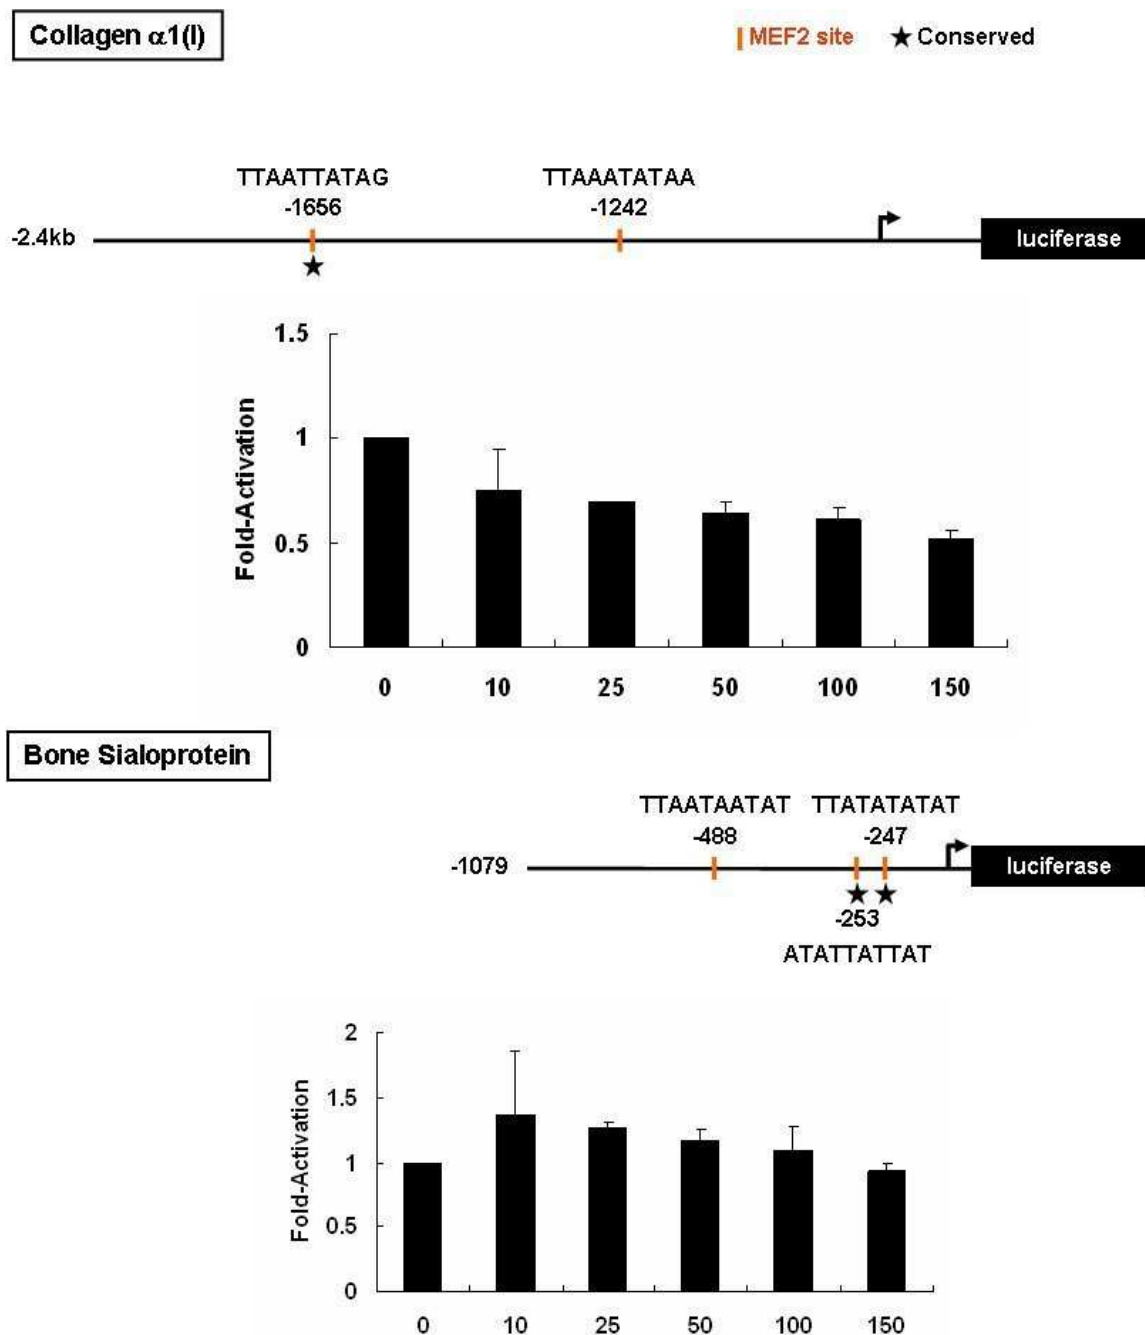 Collagen α1(I)
MEF2 site ★ Conserved
TTAATTATAG TTAAATATAA
-1656 -1242
-2.4kb luciferase
1.5
1
0.5
0
Fold-Activation
0 10 25 50 100 150
Bone Sialoprotein
TTAATAATAT TTATATATAT
-488 -247
-1079 luciferase
-253
ATATTATTAT
2
1.5
1
0.5
0
Fold-Activation
0 10 25 50 100 150